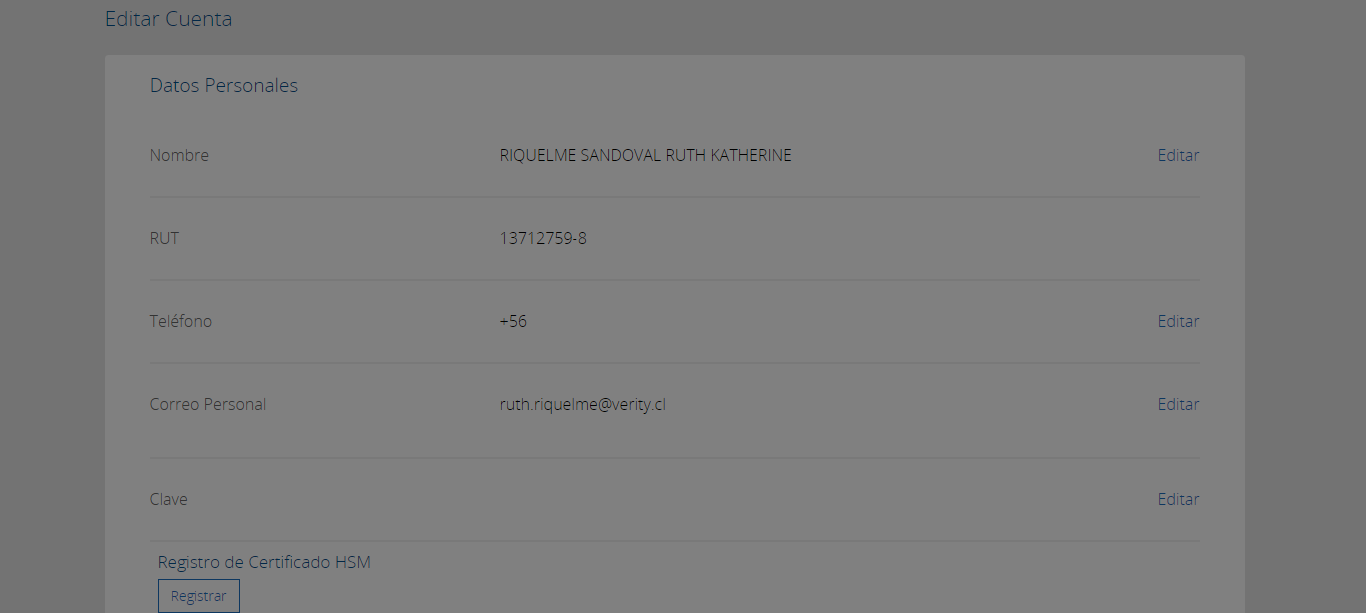 Editar Cuenta
Datos Personales
Nombre RIQUELME SANDOVAL RUTH KATHERINE Editar
RUT 13712759-8
Teléfono +56 Editar
Correo Personal ruth.riquelme@verity.cl Editar
Clave Editar
Registro de Certificado HSM
Registrar